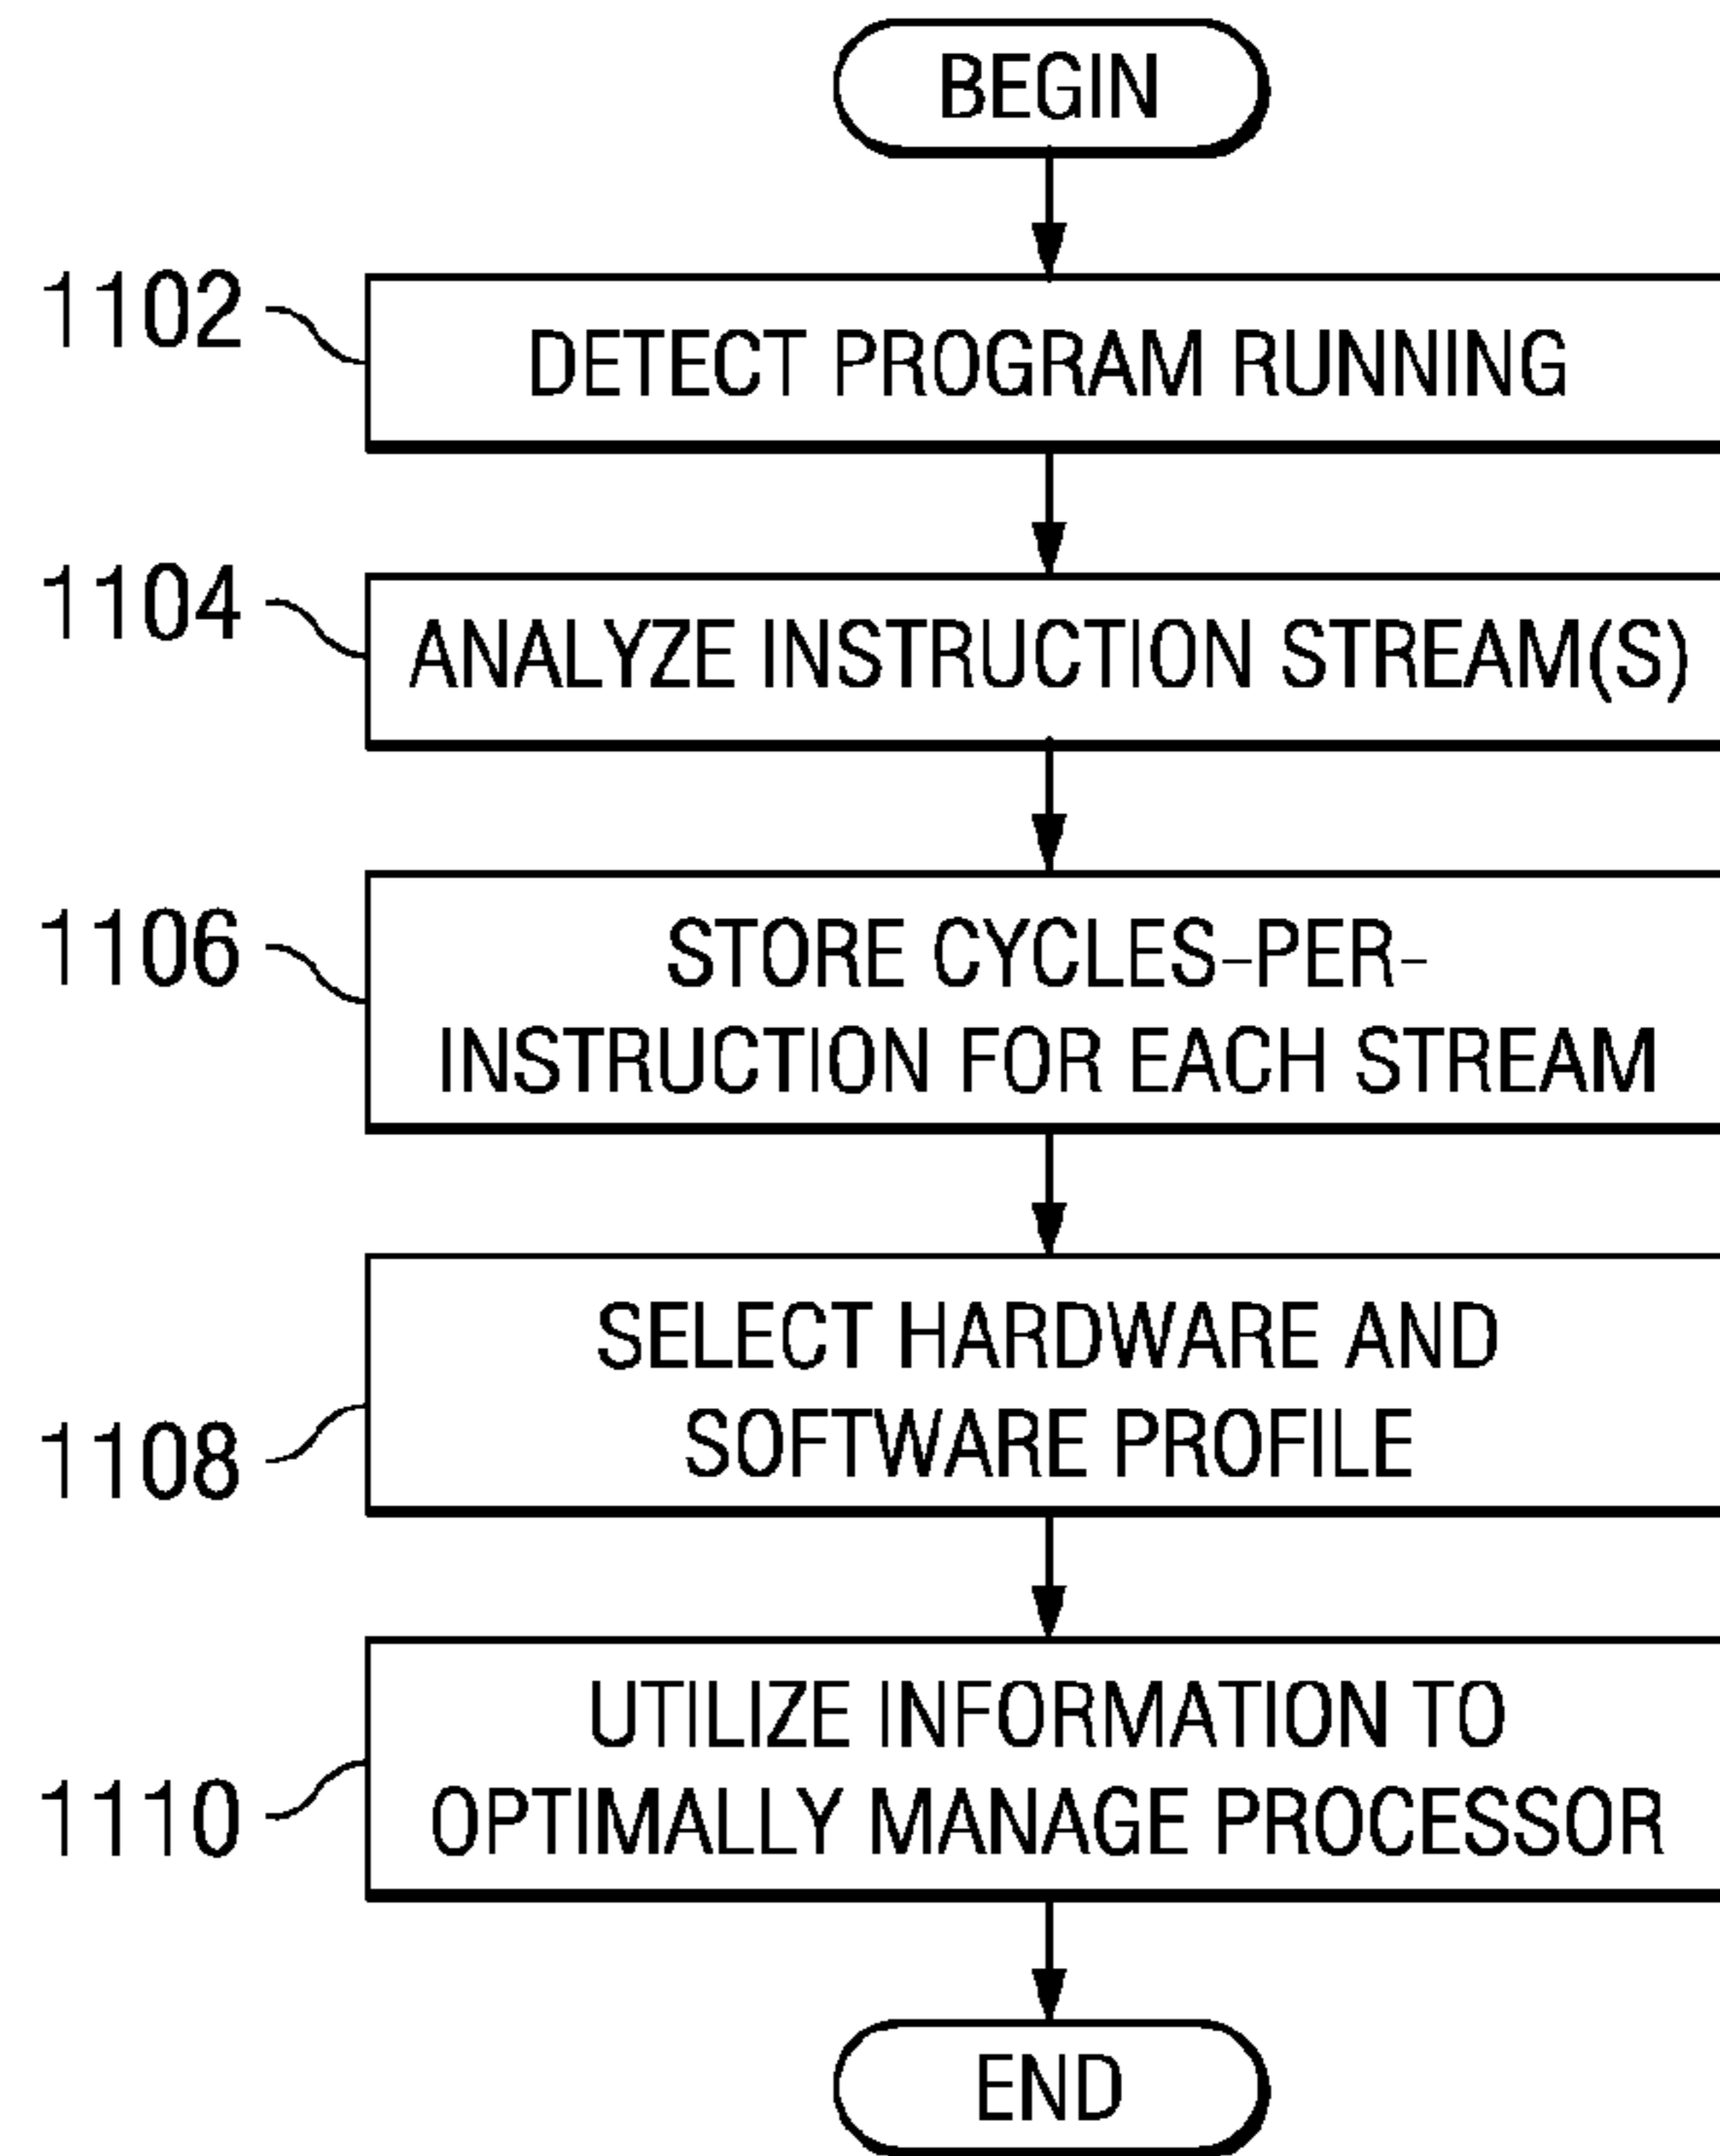 BEGIN
1102
DETECT PROGRAM RUNNING
1104
ANALYZE INSTRUCTION STREAM(S)
1106
STORE CYCLES-PER-
INSTRUCTION FOR EACH STREAM
1108
SELECT HARDWARE AND
SOFTWARE PROFILE
1110
UTILIZE INFORMATION TO
OPTIMALLY MANAGE PROCESSOR
END